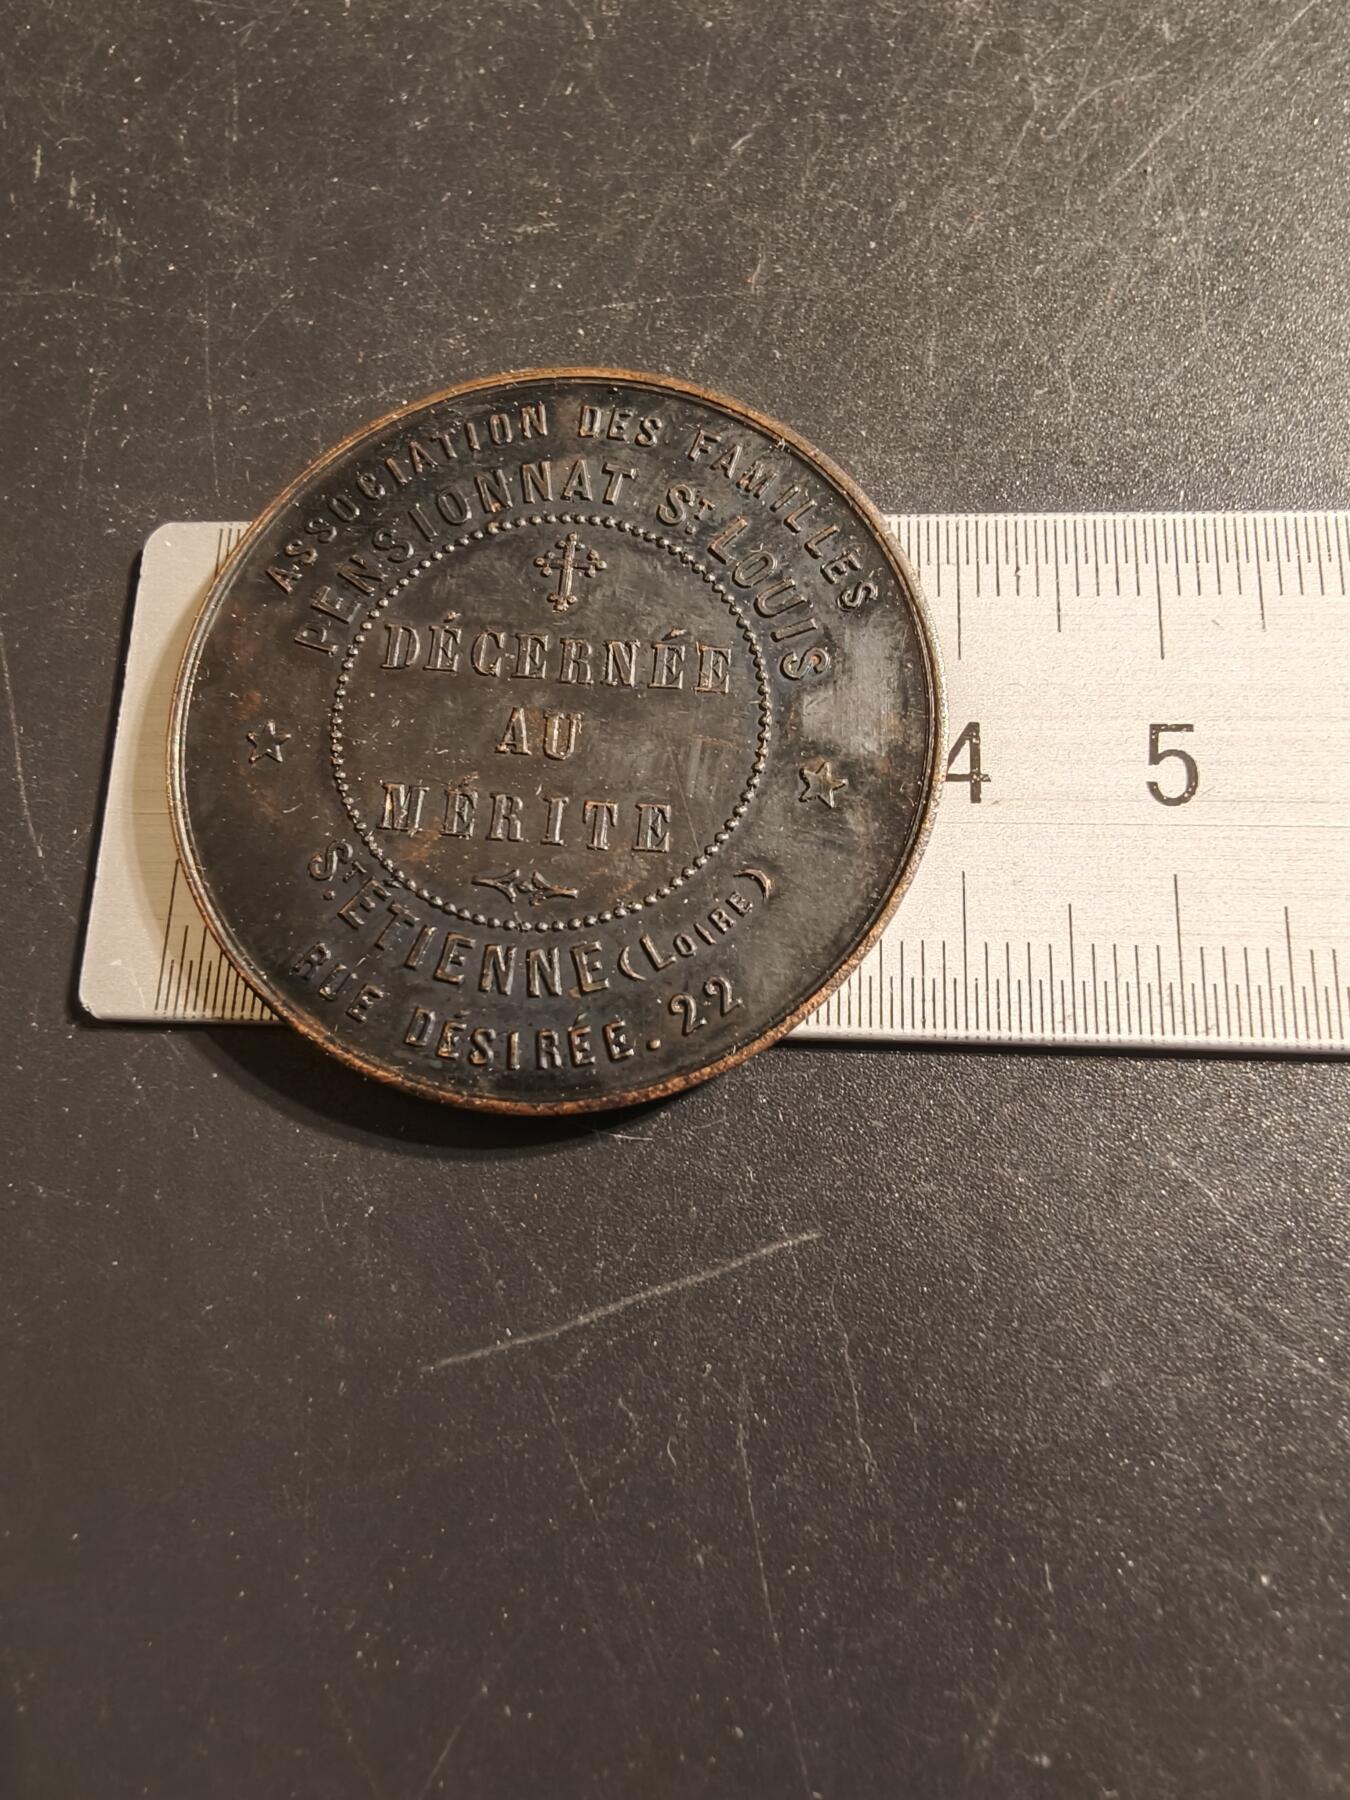 ASSOCIATION DES FAMILLES
PENSIONNAT ST LOUIS
DÉCERNÉE
AU
MÉRITE
ST ÉTIENNE (LOIRE)
RUE DÉSIRÉE. 22
4 5